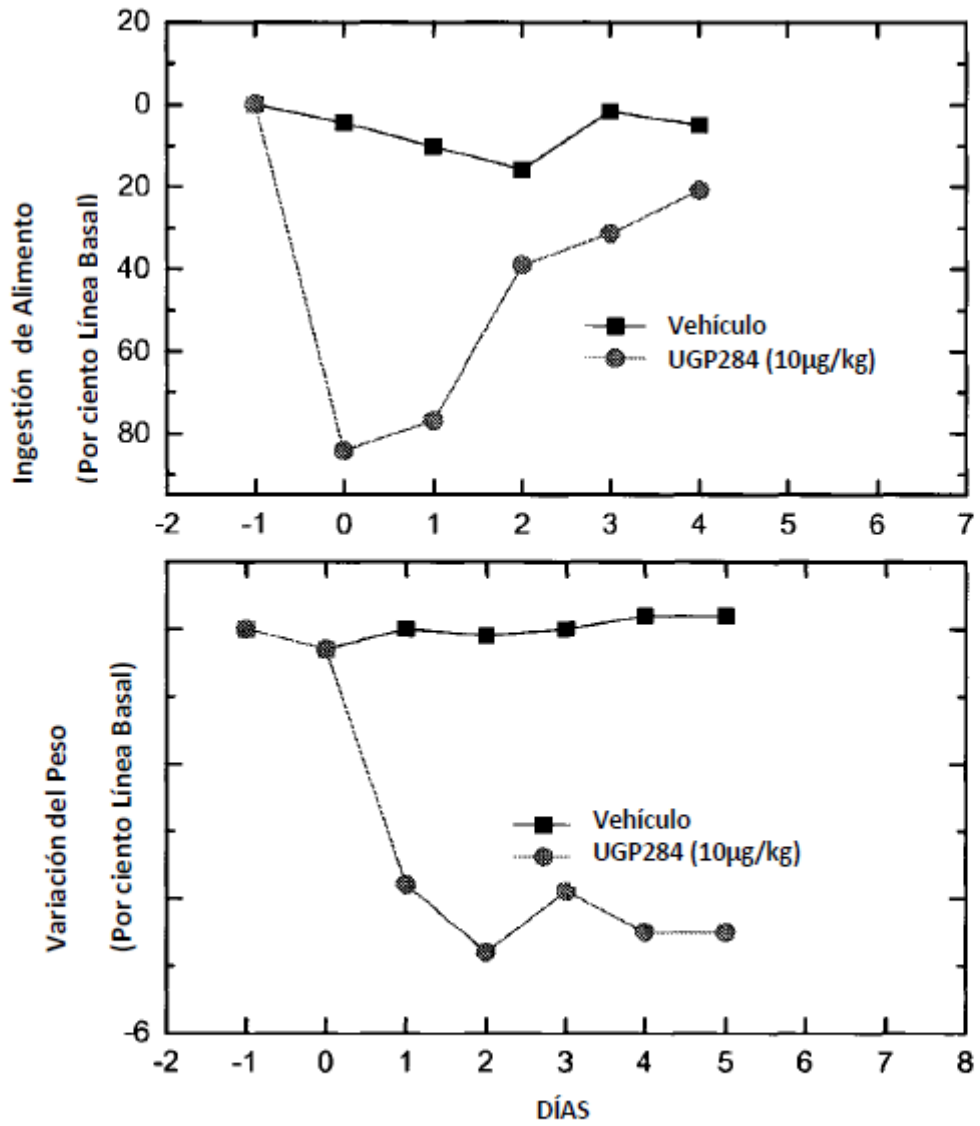 20
0
20
40
60
80
Ingestión de Alimento
(Por ciento Línea Basal)
Vehículo
UGP284 (10µg/kg)
-2 -1 0 1 2 3 4 5 6 7
Variación del Peso
(Por ciento Línea Basal)
Vehículo
UGP284 (10µg/kg)
-6
-2 -1 0 1 2 3 4 5 6 7 8
DÍAS